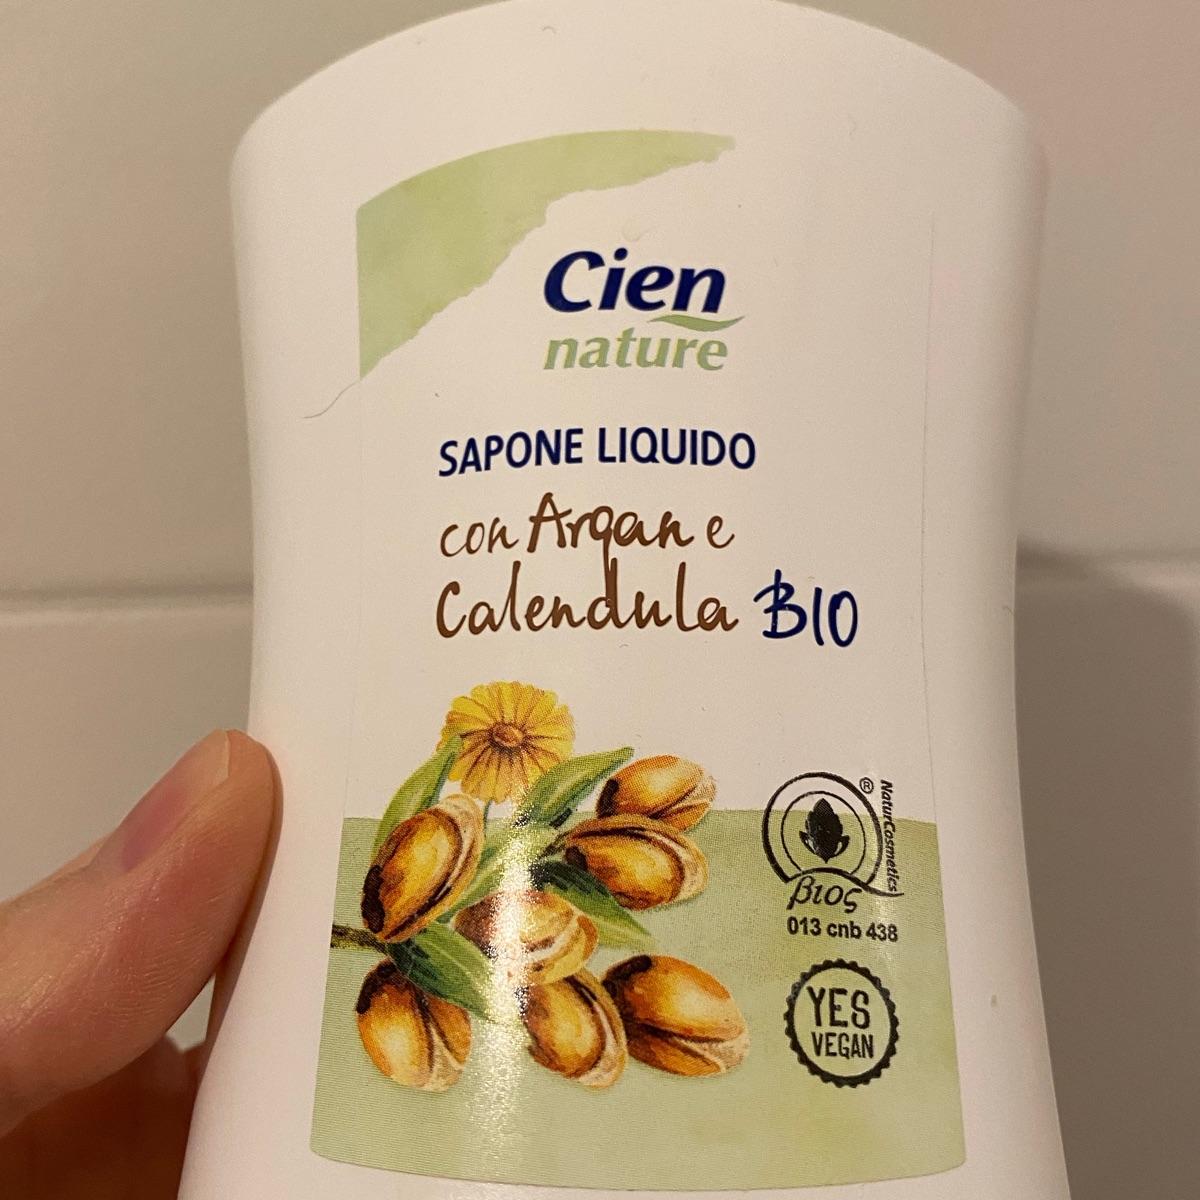 Cien
nature
SAPONE LIQUIDO
con Argan e
Calendula BIO
®
NaturCosmetics
βιος
013 cnb 438
YES
VEGAN